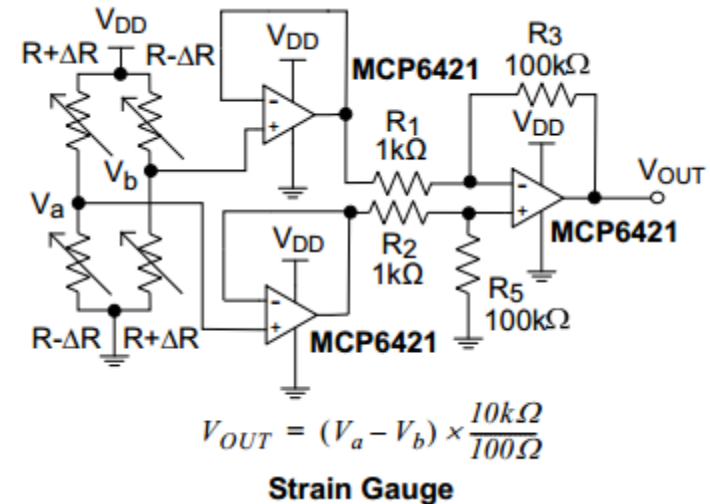 VDD
R+ΔR
R-ΔR
VDD
MCP6421
R3
100kΩ
R1
1kΩ
VDD
Vb
VOUT
Va
VDD
R2
1kΩ
MCP6421
R5
100kΩ
MCP6421
R-ΔR
R+ΔR
-
+
-
+
-
+
VOUT = (Va – Vb) × 10kΩ
100Ω
Strain Gauge